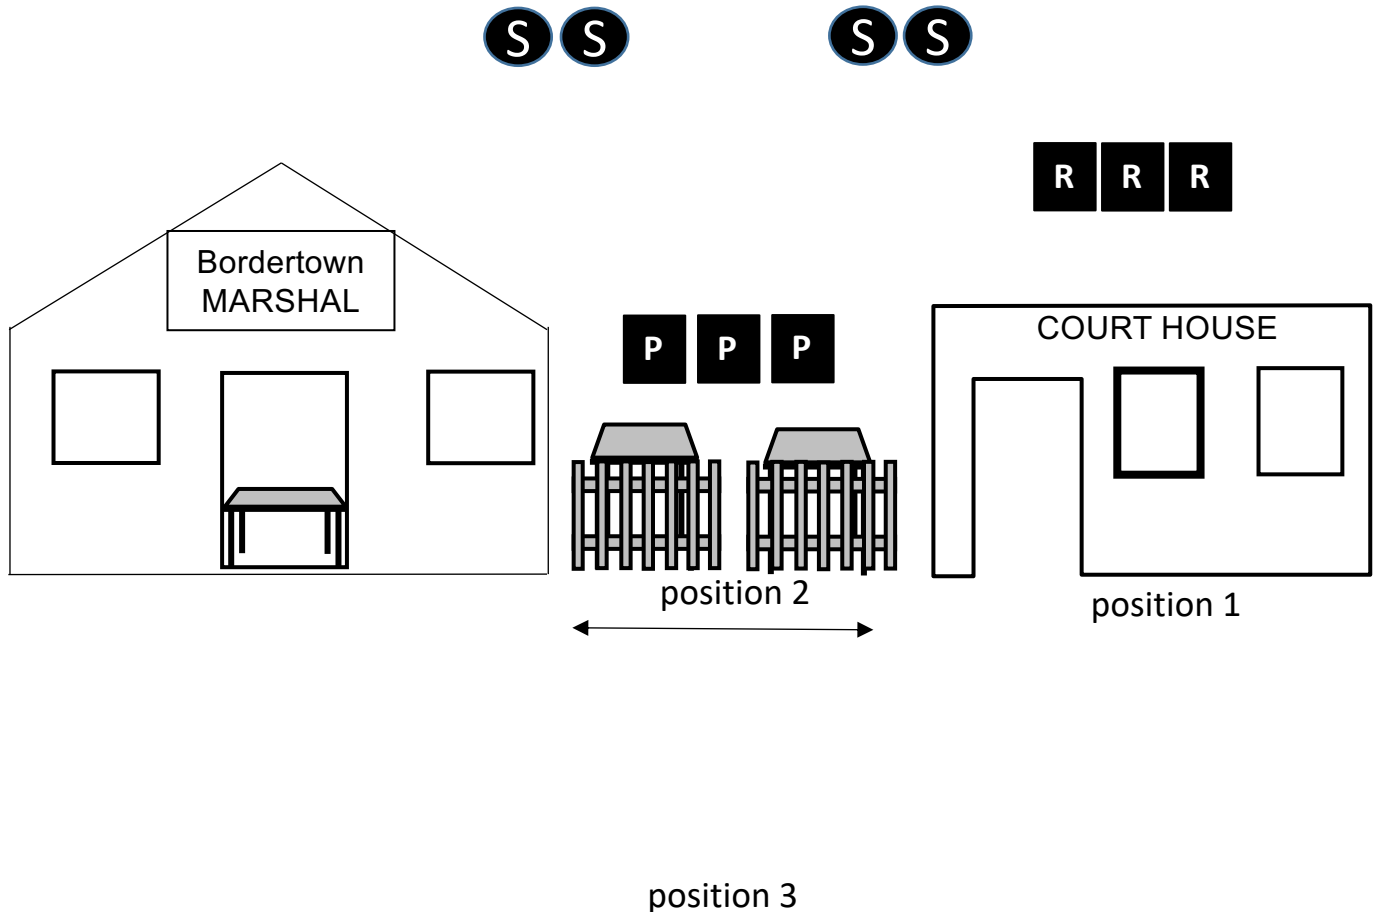 S S S S
R R R
Bordertown
MARSHAL
COURT HOUSE
P P P
position 2
position 1
position 3